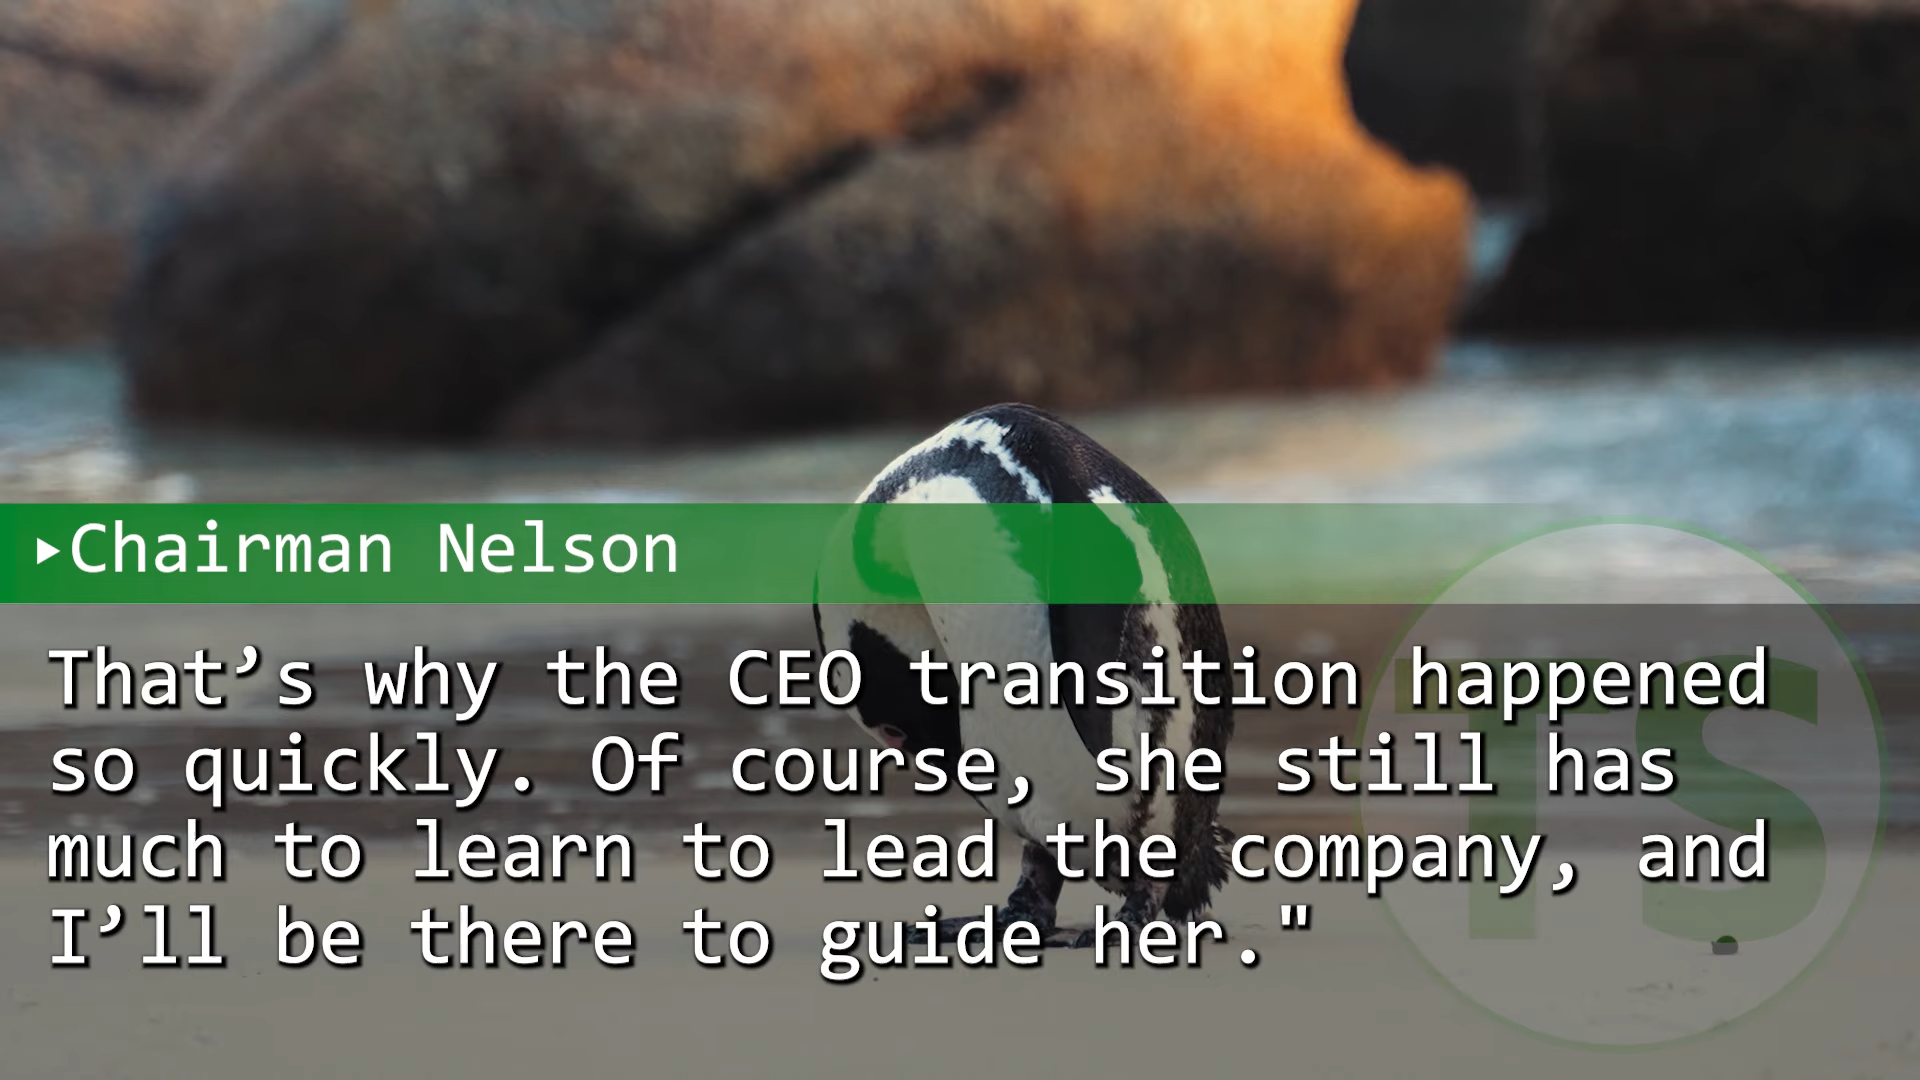 ▶Chairman Nelson
That’s why the CEO transition happened
so quickly. Of course, she still has
much to learn to lead the company, and
I’ll be there to guide her."
TS